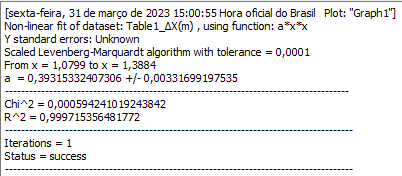 [sexta-feira, 31 de março de 2023 15:00:55 Hora oficial do Brasil   Plot: "Graph1"]
Non-linear fit of dataset: Table1_ΔX(m) , using function: a*x*x
Y standard errors: Unknown
Scaled Levenberg-Marquardt algorithm with tolerance = 0,0001
From x = 1,0799 to x = 1,3884
a  = 0,39315332407306 +/- 0,00331699197535
--------------------------------------------------------------------------------------
Chi^2 = 0,000594241019243842
R^2 = 0,999715356481772
---------------------------------------------------------------------------------------
Iterations = 1
Status = success
---------------------------------------------------------------------------------------